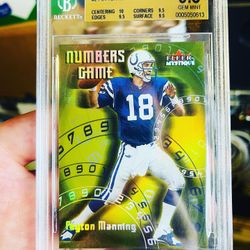 BECKETT
CENTERING 10 CORNERS 9.5
EDGES 9.5 SURFACE 9.5
GEM MINT
0005050513
NUMBERS
GAME
FLEER
MYSTIQUE
18
Peyton Manning